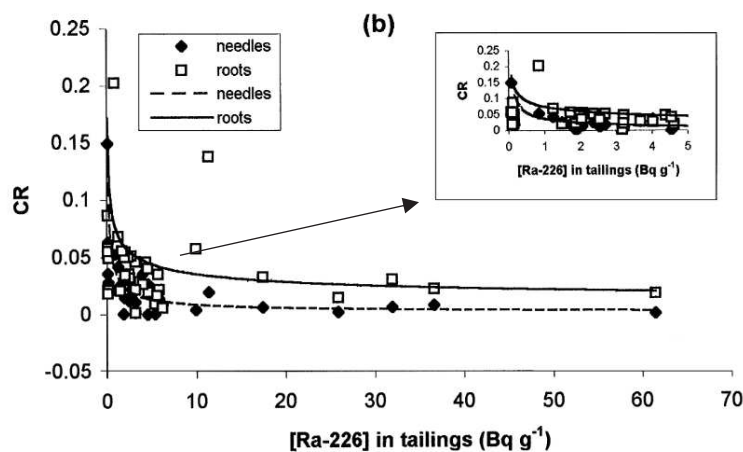 (b)
0.25
0.2
0.15
0.1
0.05
0
-0.05
CR
needles
roots
needles
roots
0.25
0.2
0.15
0.1
0.05
0
CR
0 1 2 3 4 5
[Ra-226] in tailings (Bq g⁻¹)
0 10 20 30 40 50 60 70
[Ra-226] in tailings (Bq g⁻¹)